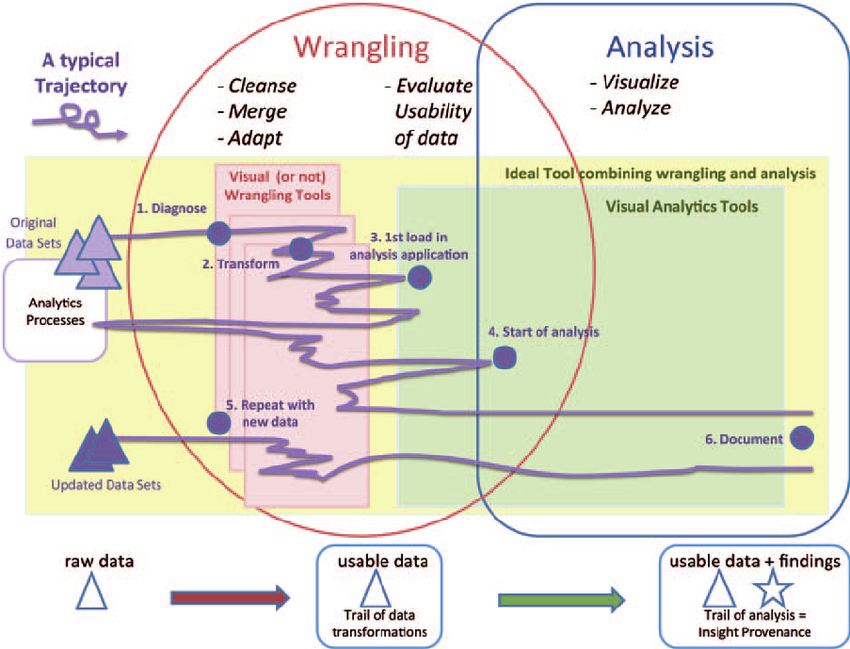 Wrangling
Analysis
A typical
Trajectory
- Cleanse
- Merge
- Adapt
- Evaluate
Usability
of data
- Visualize
- Analyze
Visual (or not)
Wrangling Tools
Ideal Tool combining wrangling and analysis
Visual Analytics Tools
Original
Data Sets
1. Diagnose
2. Transform
3. 1st load in
analysis application
Analytics
Processes
4. Start of analysis
5. Repeat with
new data
6. Document
Updated Data Sets
raw data
usable data
Trail of data
transformations
usable data + findings
Trail of analysis =
Insight Provenance